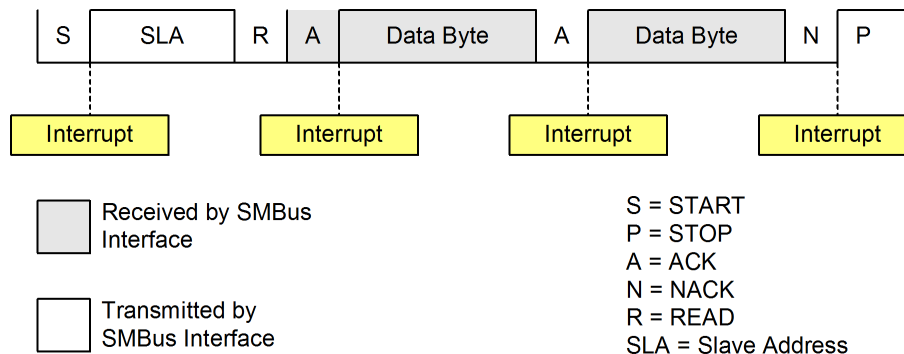 S SLA R A Data Byte A Data Byte N P
Interrupt Interrupt Interrupt Interrupt
Received by SMBus
Interface
Transmitted by
SMBus Interface
S = START
P = STOP
A = ACK
N = NACK
R = READ
SLA = Slave Address